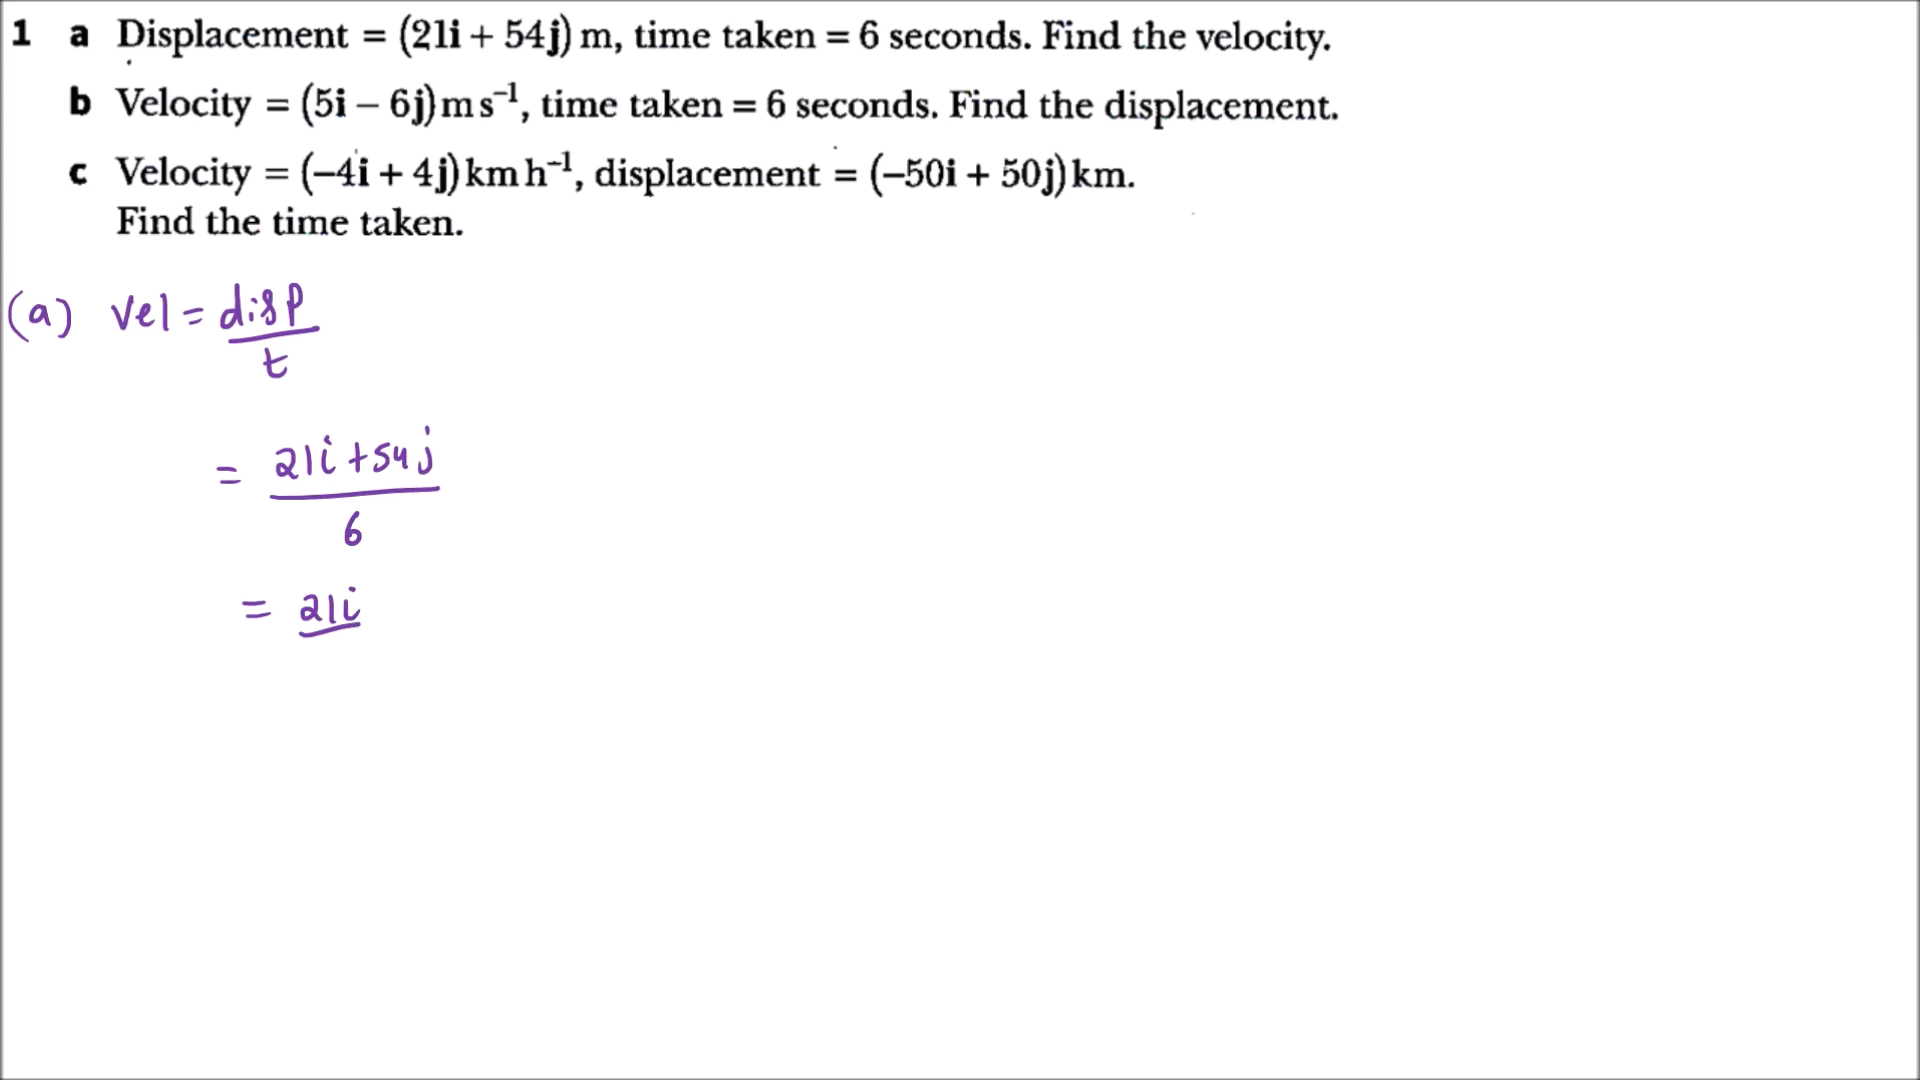 1 a Displacement = (21i + 54j) m, time taken = 6 seconds. Find the velocity.
b Velocity = (5i – 6j) m s⁻¹, time taken = 6 seconds. Find the displacement.
c Velocity = (–4i + 4j) km h⁻¹, displacement = (–50i + 50j) km.
Find the time taken.
(a) vel = disp
t
= 21i + 54j
6
= 21i